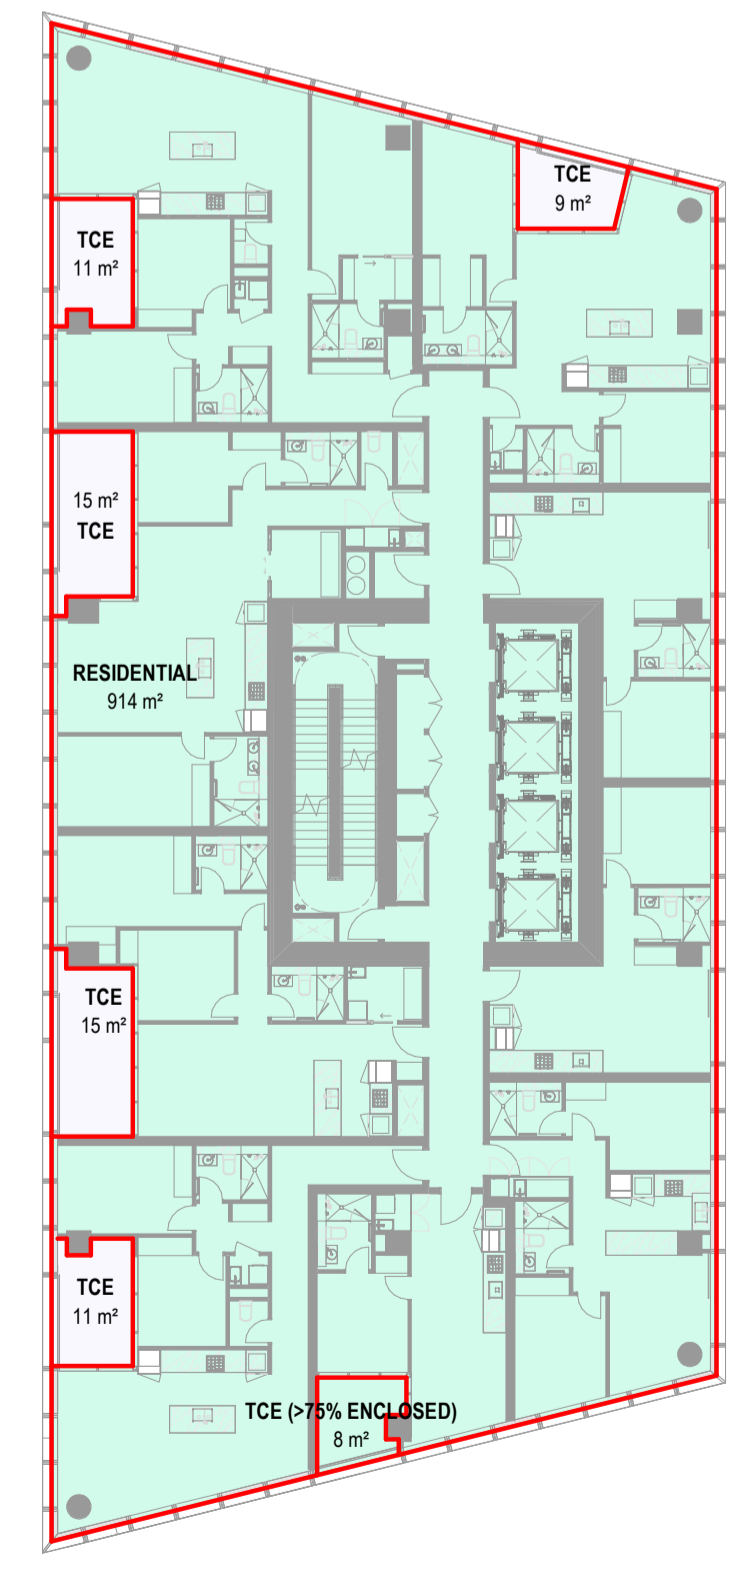 TCE
9 m²
TCE
11 m²
15 m²
TCE
RESIDENTIAL
914 m²
TCE
15 m²
TCE
11 m²
TCE (>75% ENCLOSED)
8 m²